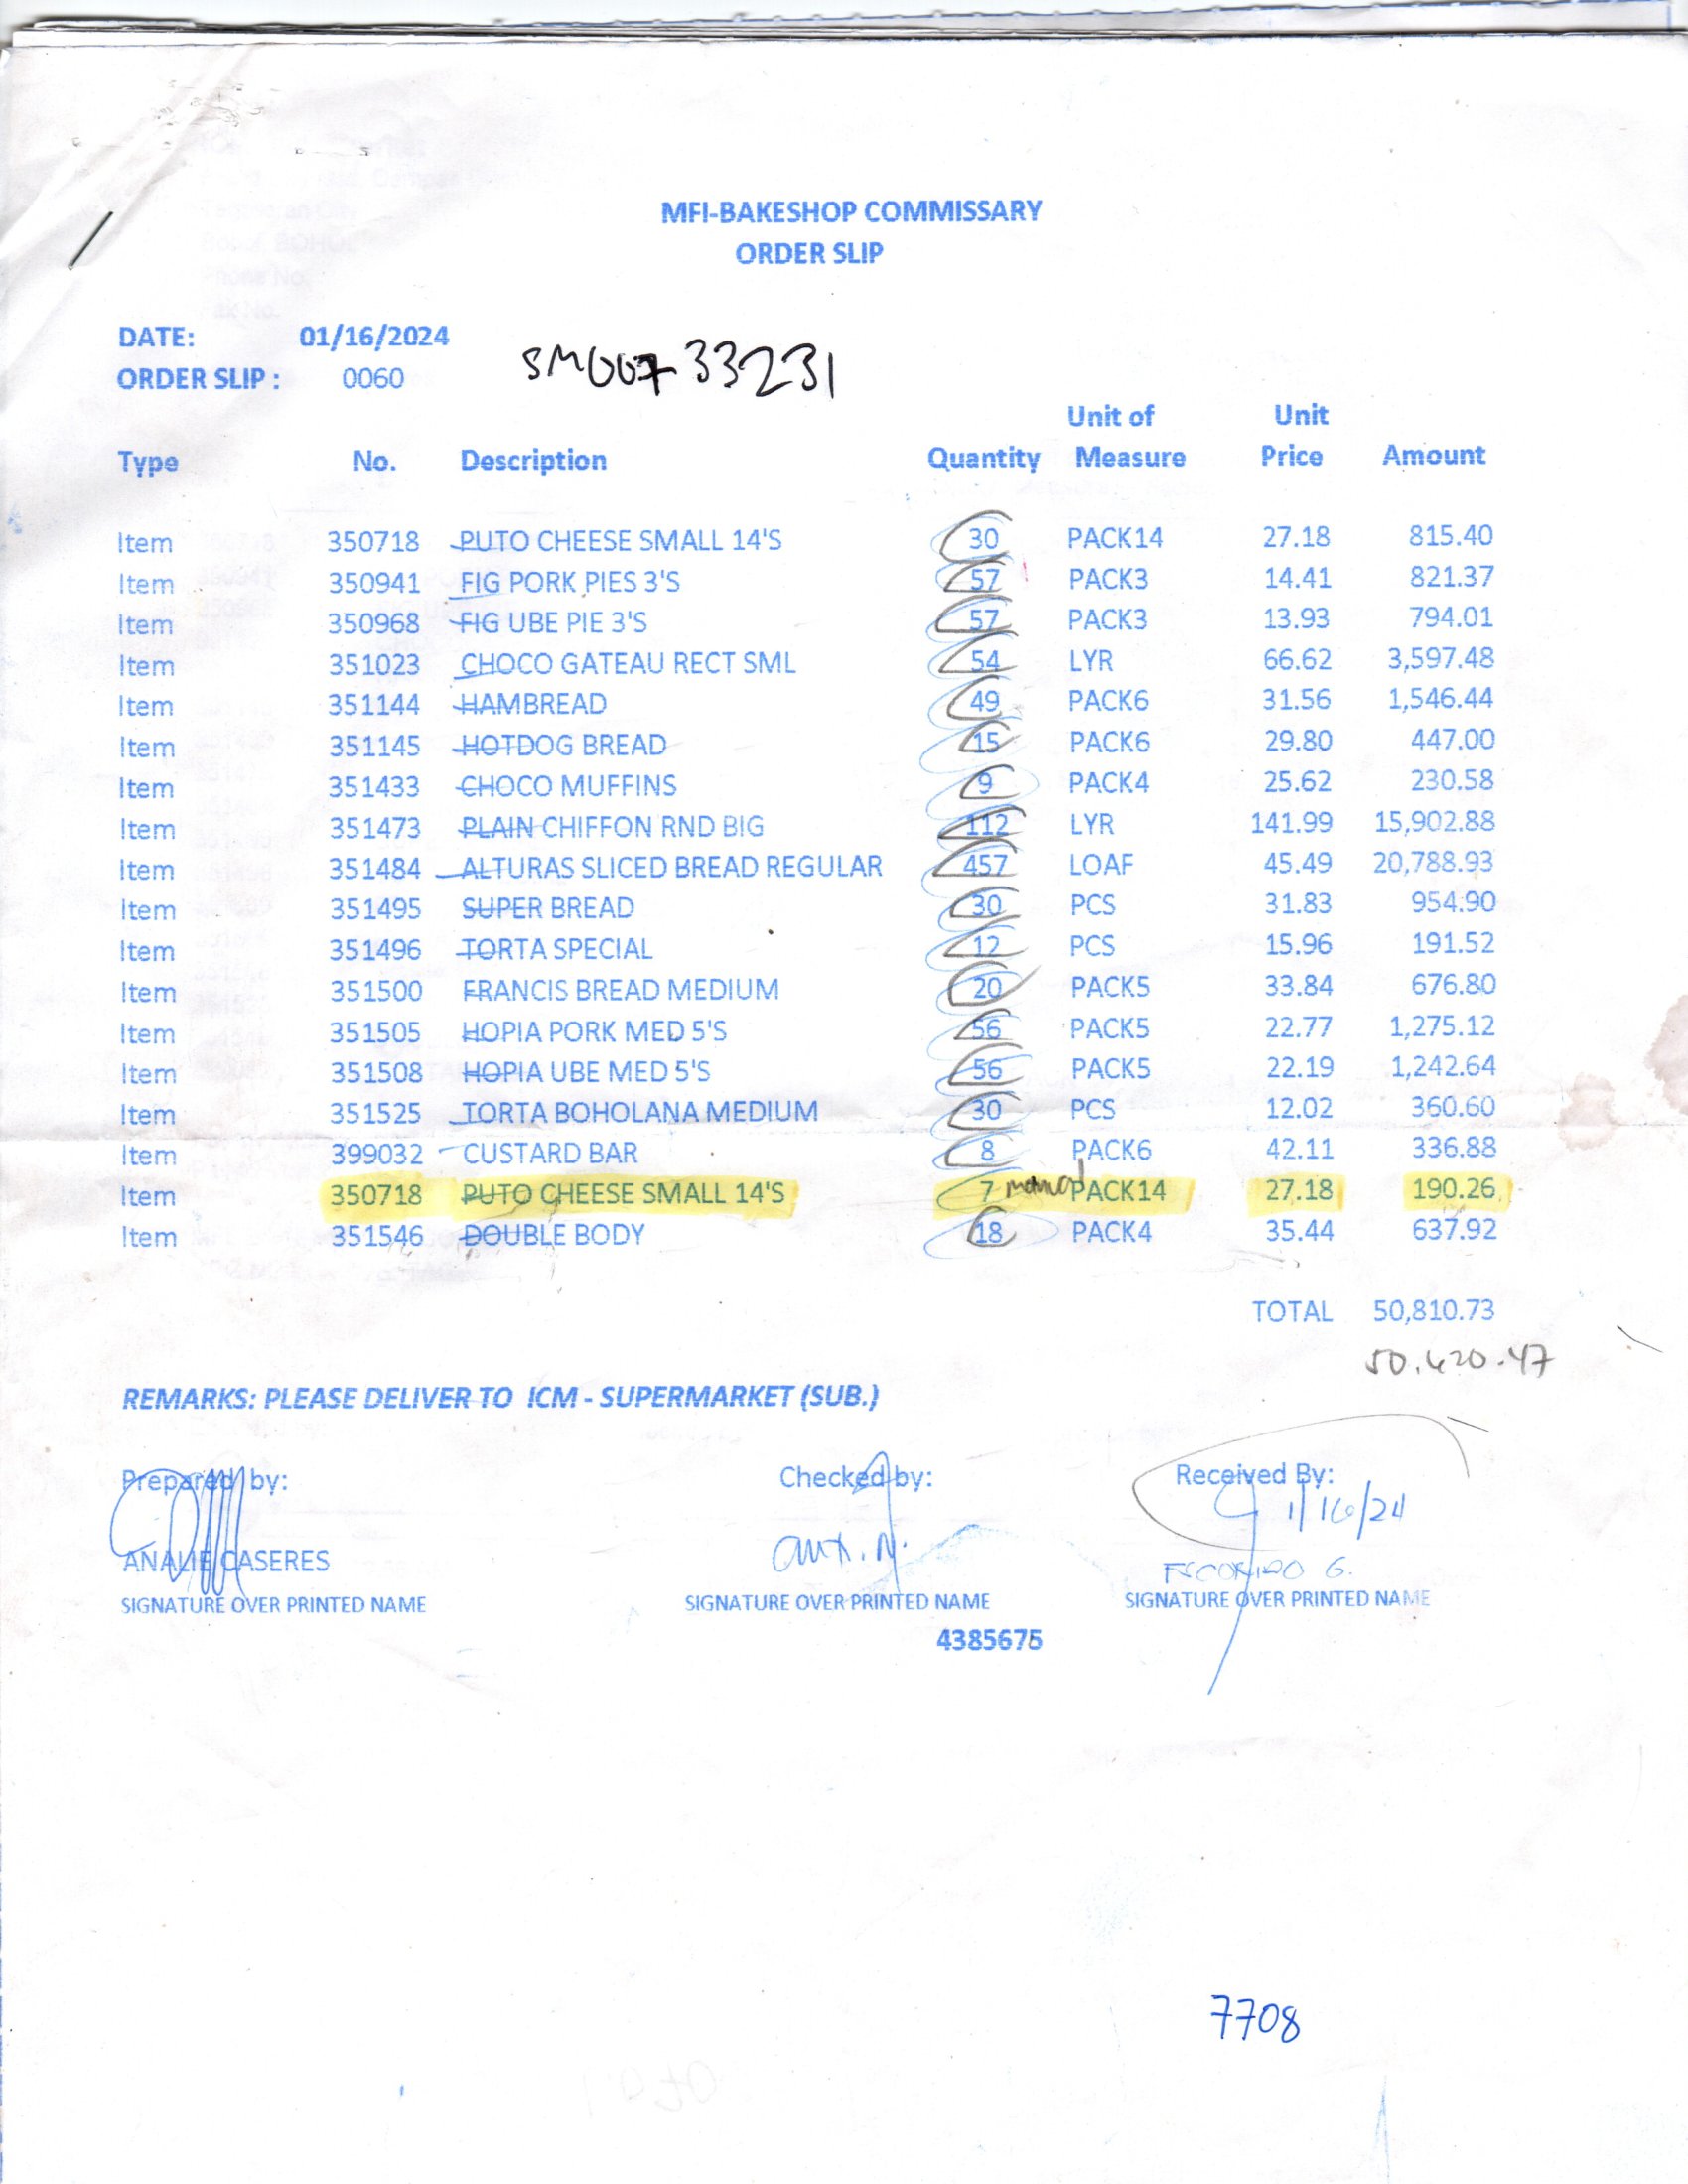 MFI-BAKESHOP COMMISSARY
ORDER SLIP
DATE: 01/16/2024
ORDER SLIP : 0060
SM00733231
Type No. Description Quantity Unit of Measure Unit Price Amount
Item 350718 PUTO CHEESE SMALL 14'S 30 PACK14 27.18 815.40
Item 350941 FIG PORK PIES 3'S 57 PACK3 14.41 821.37
Item 350968 FIG UBE PIE 3'S 57 PACK3 13.93 794.01
Item 351023 CHOCO GATEAU RECT SML 54 LYR 66.62 3,597.48
Item 351144 HAMBREAD 49 PACK6 31.56 1,546.44
Item 351145 HOTDOG BREAD 15 PACK6 29.80 447.00
Item 351433 CHOCO MUFFINS 9 PACK4 25.62 230.58
Item 351473 PLAIN CHIFFON RND BIG 112 LYR 141.99 15,902.88
Item 351484 ALTURAS SLICED BREAD REGULAR 457 LOAF 45.49 20,788.93
Item 351495 SUPER BREAD 30 PCS 31.83 954.90
Item 351496 TORTA SPECIAL 12 PCS 15.96 191.52
Item 351500 FRANCIS BREAD MEDIUM 20 PACK5 33.84 676.80
Item 351505 HOPIA PORK MED 5'S 56 PACK5 22.77 1,275.12
Item 351508 HOPIA UBE MED 5'S 56 PACK5 22.19 1,242.64
Item 351525 TORTA BOHOLANA MEDIUM 30 PCS 12.02 360.60
Item 399032 CUSTARD BAR 8 PACK6 42.11 336.88
Item 350718 PUTO CHEESE SMALL 14'S 7 manual PACK14 27.18 190.26
Item 351546 DOUBLE BODY 18 PACK4 35.44 637.92
TOTAL 50,810.73
50,620.47
REMARKS: PLEASE DELIVER TO ICM - SUPERMARKET (SUB.)
Prepared by: Checked by: Received By:
1/16/24
ANALIE CASERES
SIGNATURE OVER PRINTED NAME SIGNATURE OVER PRINTED NAME SIGNATURE OVER PRINTED NAME
4385675
7708